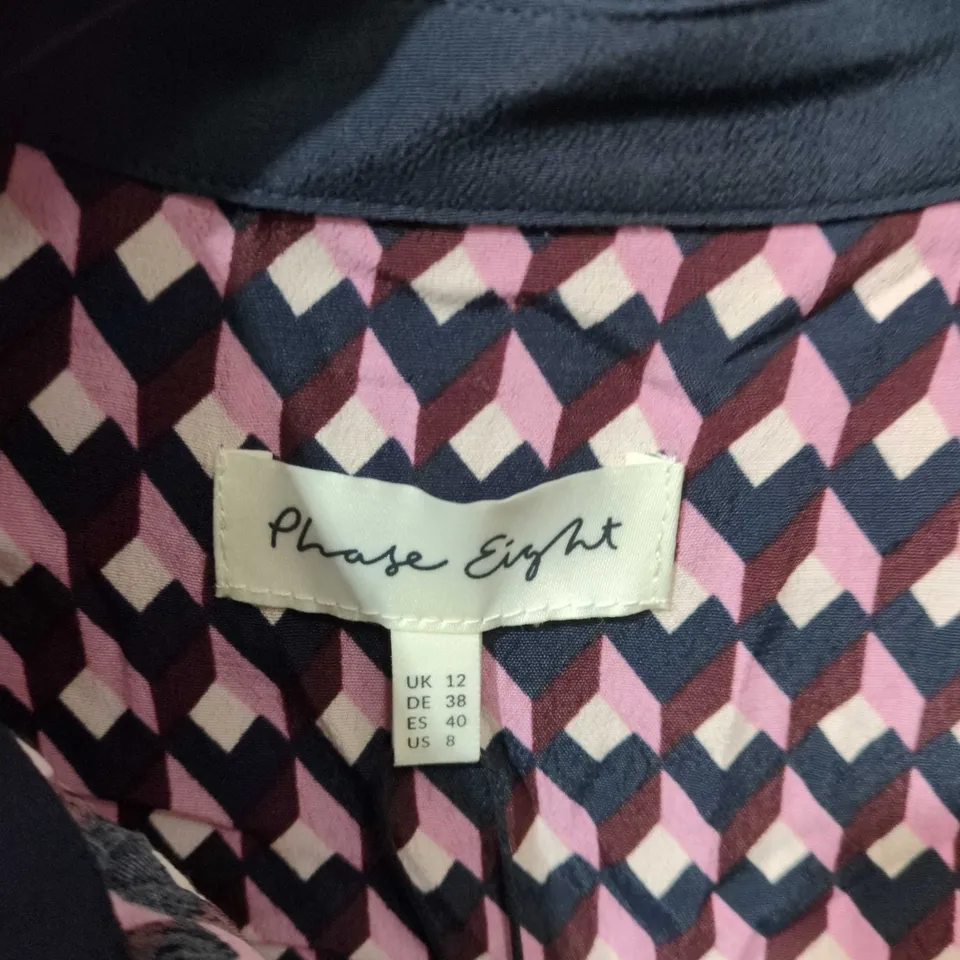 Phase Eight
UK 12
DE 38
ES 40
US 8